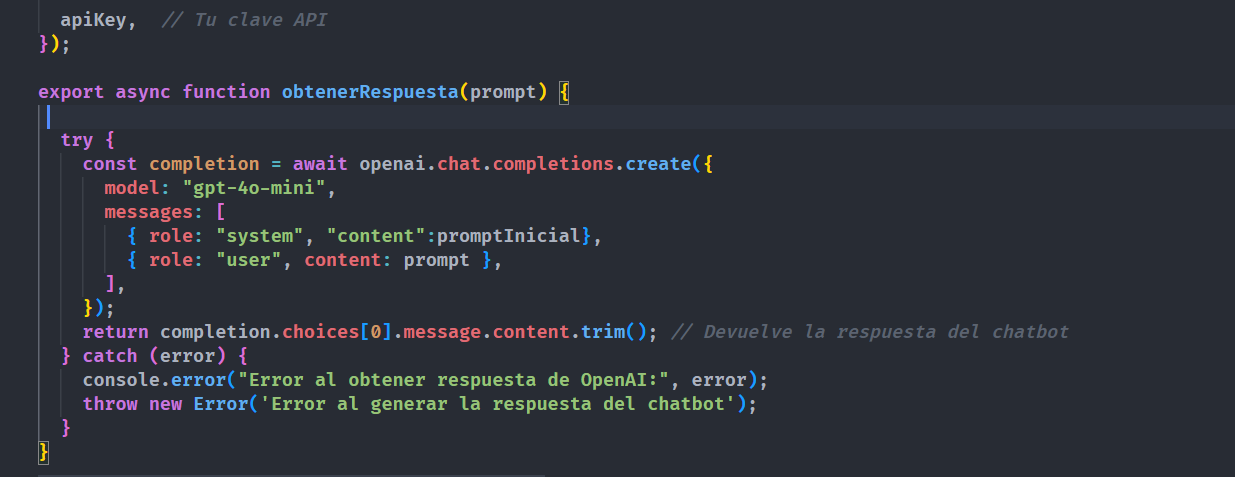 apiKey,  // Tu clave API
});
export async function obtenerRespuesta(prompt) {
try {
const completion = await openai.chat.completions.create({
model: "gpt-4o-mini",
messages: [
{ role: "system", "content":promptInicial},
{ role: "user", content: prompt },
],
});
return completion.choices[0].message.content.trim(); // Devuelve la respuesta del chatbot
} catch (error) {
console.error("Error al obtener respuesta de OpenAI:", error);
throw new Error('Error al generar la respuesta del chatbot');
}
}